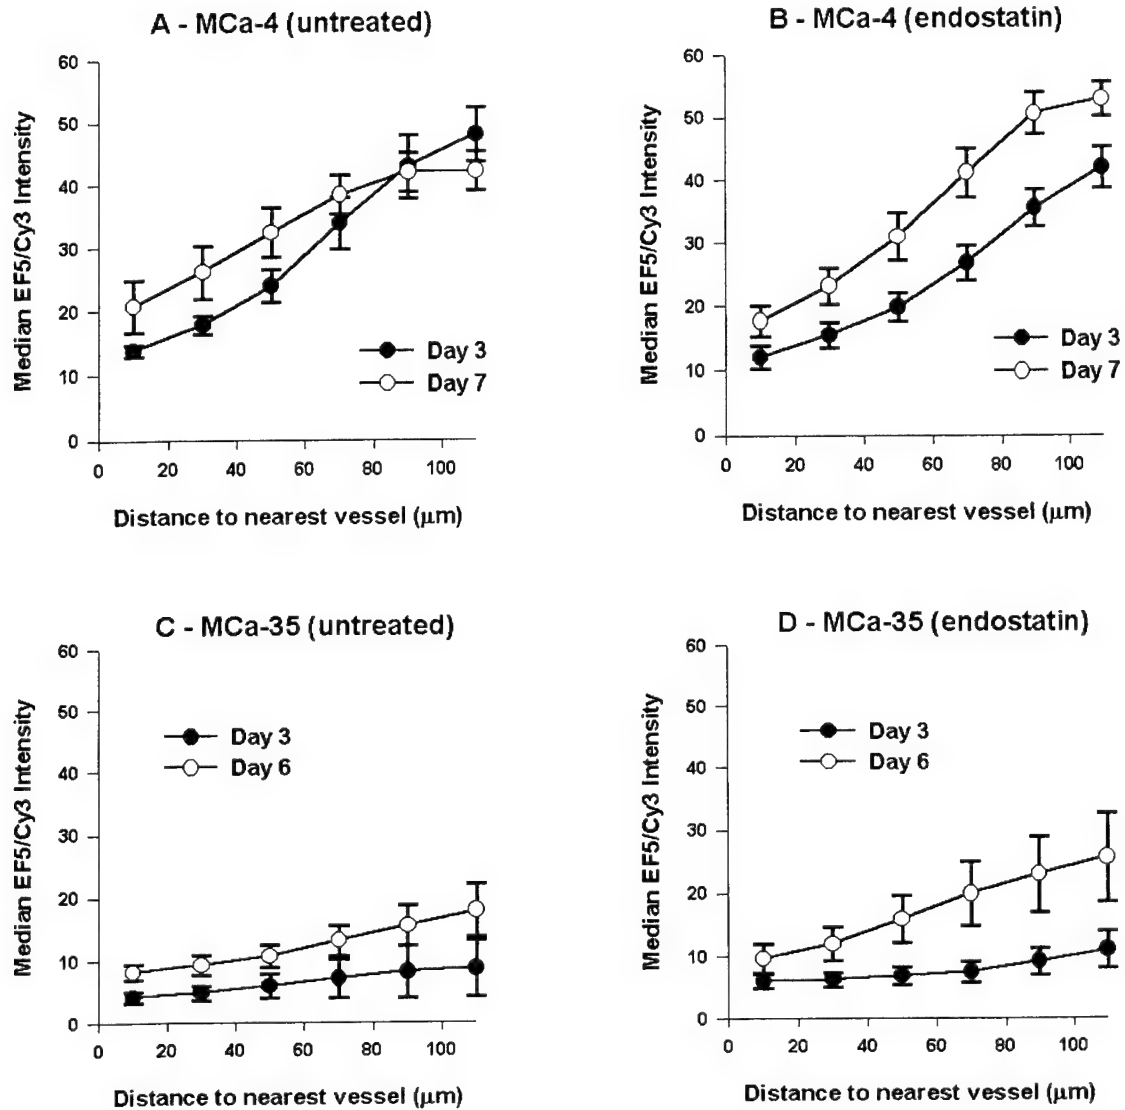 A - MCa-4 (untreated)
Median EF5/Cy3 Intensity
60
50
40
30
20
10
0
0 20 40 60 80 100
Day 3
Day 7
Distance to nearest vessel (μm)
B - MCa-4 (endostatin)
Median EF5/Cy3 Intensity
60
50
40
30
20
10
0
0 20 40 60 80 100
Day 3
Day 7
Distance to nearest vessel (μm)
C - MCa-35 (untreated)
Median EF5/Cy3 Intensity
60
50
40
30
20
10
0
0 20 40 60 80 100
Day 3
Day 6
Distance to nearest vessel (μm)
D - MCa-35 (endostatin)
Median EF5/Cy3 Intensity
60
50
40
30
20
10
0
0 20 40 60 80 100
Day 3
Day 6
Distance to nearest vessel (μm)